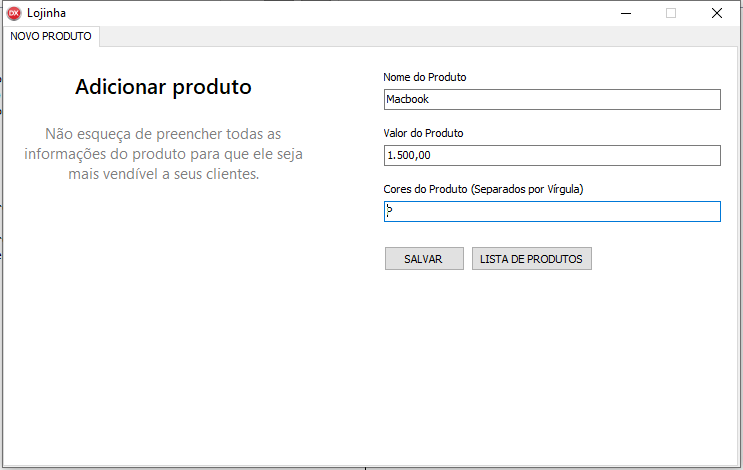 DX Lojinha
NOVO PRODUTO
Adicionar produto
Não esqueça de preencher todas as
informações do produto para que ele seja
mais vendível a seus clientes.
Nome do Produto
Macbook
Valor do Produto
1.500,00
Cores do Produto (Separados por Vírgula)
SALVAR
LISTA DE PRODUTOS